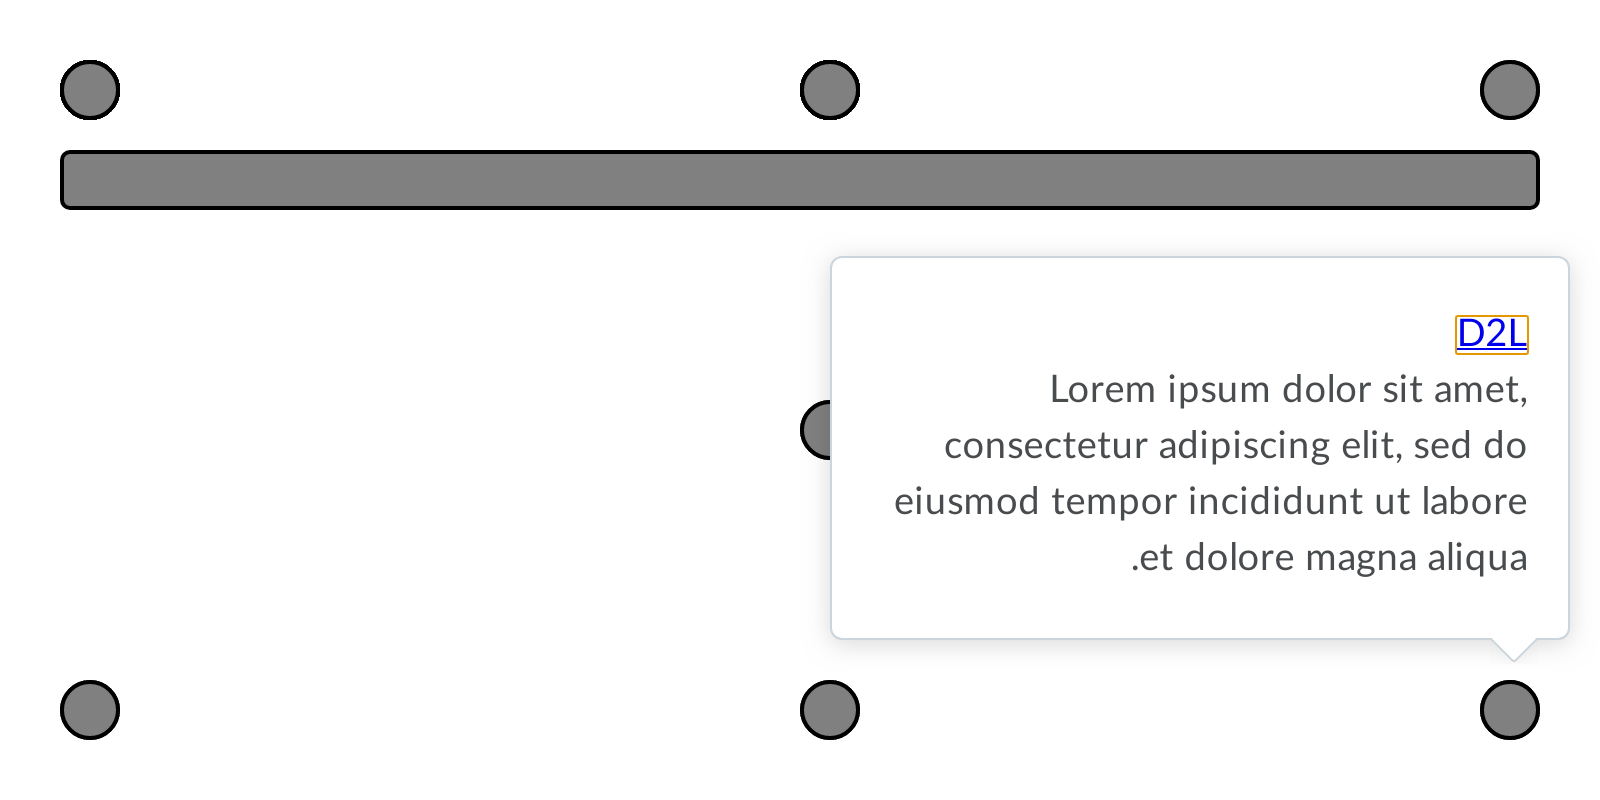 D2L
Lorem ipsum dolor sit amet,
consectetur adipiscing elit, sed do
eiusmod tempor incididunt ut labore
.et dolore magna aliqua